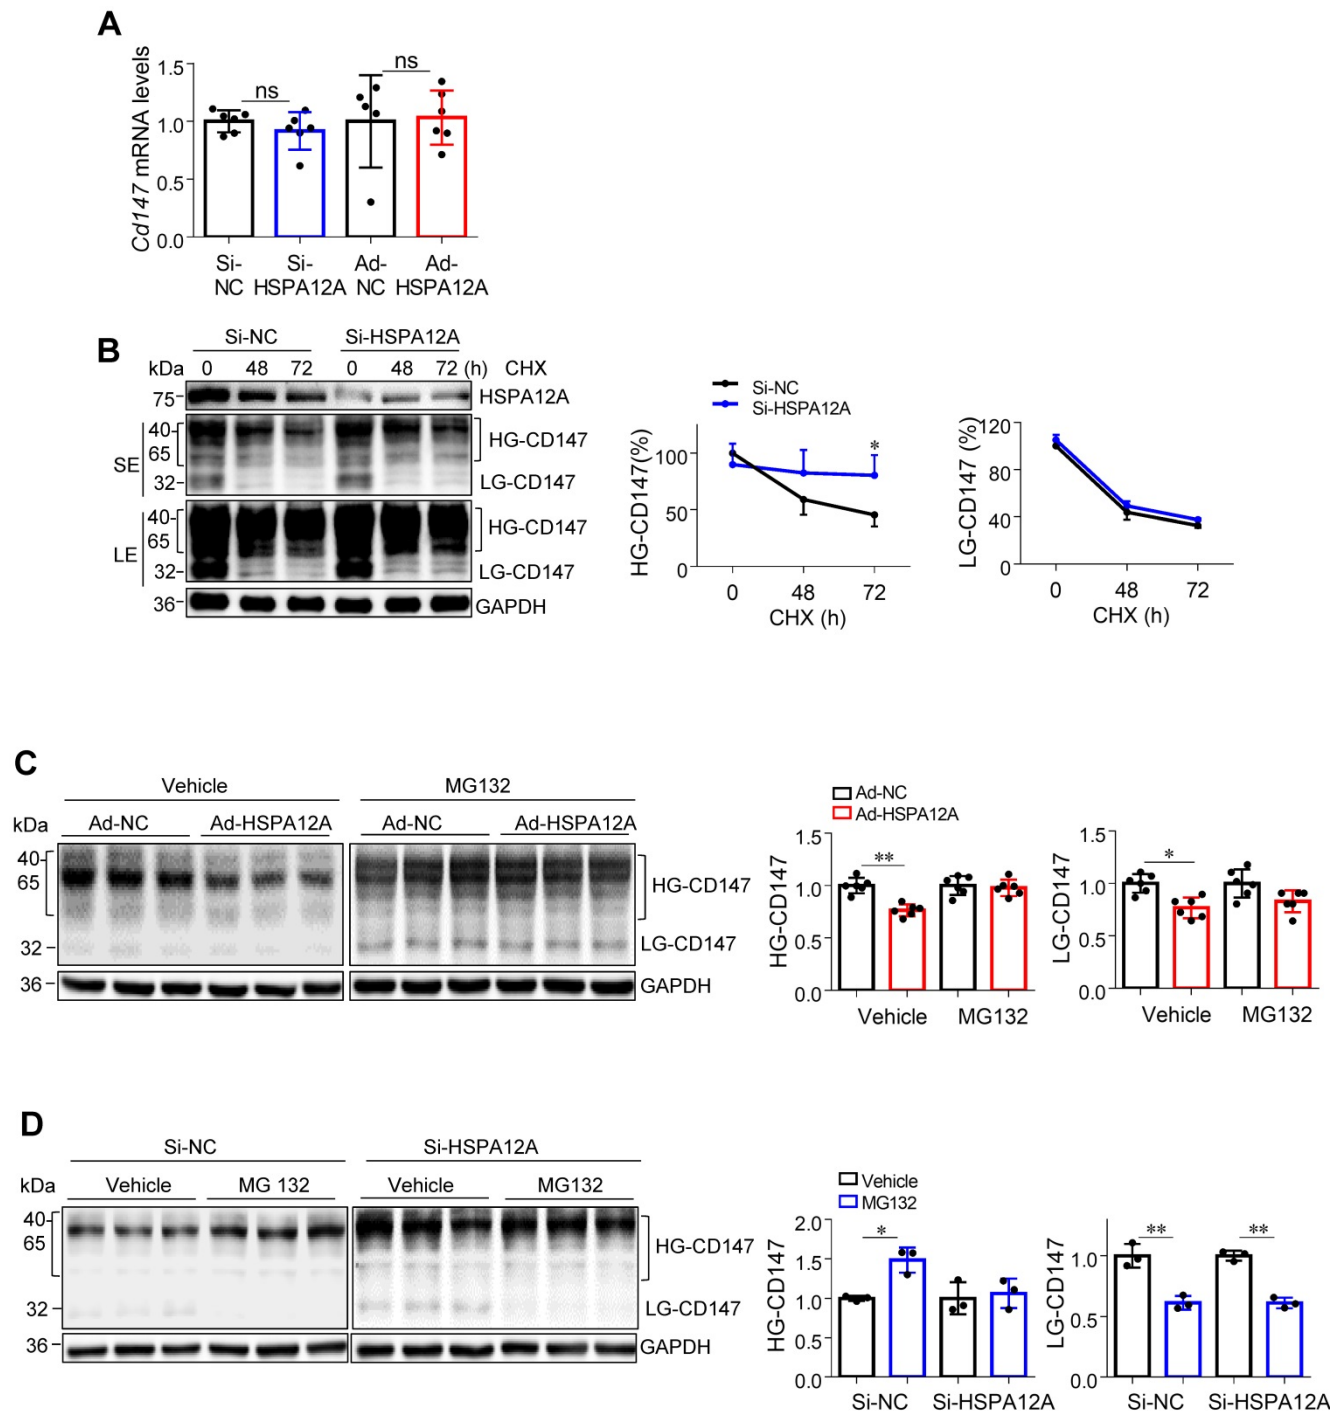 A
Cd147 mRNA levels
1.5
1.0
0.5
0.0
ns
ns
Si-
NC
Si-
HSPA12A
Ad-
NC
Ad-
HSPA12A
B
Si-NC Si-HSPA12A
kDa 0 48 72 (h) 0 48 72 CHX
75 HSPA12A
SE
40
65
32
HG-CD147
LG-CD147
LE
40
65
32
HG-CD147
LG-CD147
36 GAPDH
Si-NC
Si-HSPA12A
HG-CD147(%)
100
50
0
*
0 48 72
CHX (h)
LG-CD147 (%)
120
80
40
0
0 48 72
CHX (h)
C
Vehicle MG132
kDa Ad-NC Ad-HSPA12A Ad-NC Ad-HSPA12A
40
65
32
HG-CD147
LG-CD147
36 GAPDH
Ad-NC
Ad-HSPA12A
HG-CD147
1.5
1.0
0.5
0.0
**
Vehicle MG132
LG-CD147
1.5
1.0
0.5
0
*
Vehicle MG132
D
Si-NC Si-HSPA12A
kDa Vehicle MG 132 Vehicle MG132
40
65
32
HG-CD147
LG-CD147
36 GAPDH
Vehicle
MG132
HG-CD147
2.0
1.5
1.0
0.5
0.0
*
Si-NC Si-HSPA12A
LG-CD147
1.0
0.5
0.0
** **
Si-NC Si-HSPA12A